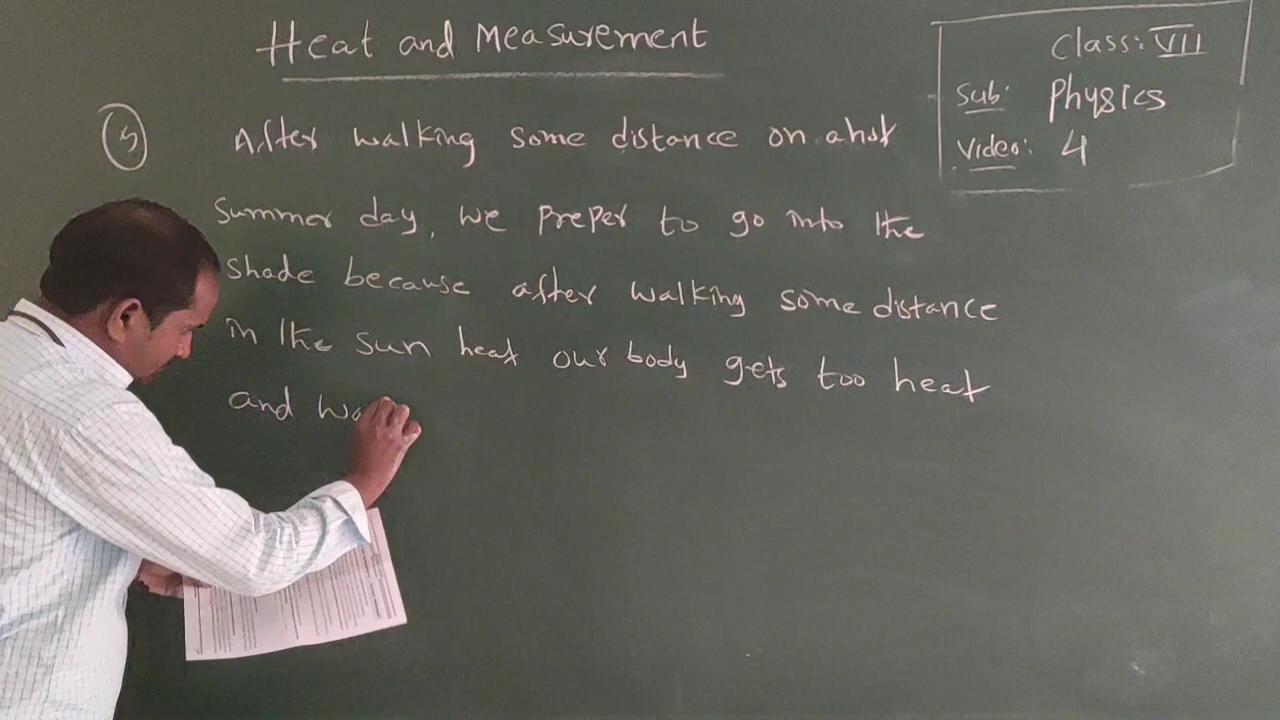 Heat and Measurement
Class: VII
Sub: Physics
Video: 4
5
After walking some distance on a hot
Summer day, we preper to go into the
shade because after walking some distance
in the sun heat our body gets too heat
and